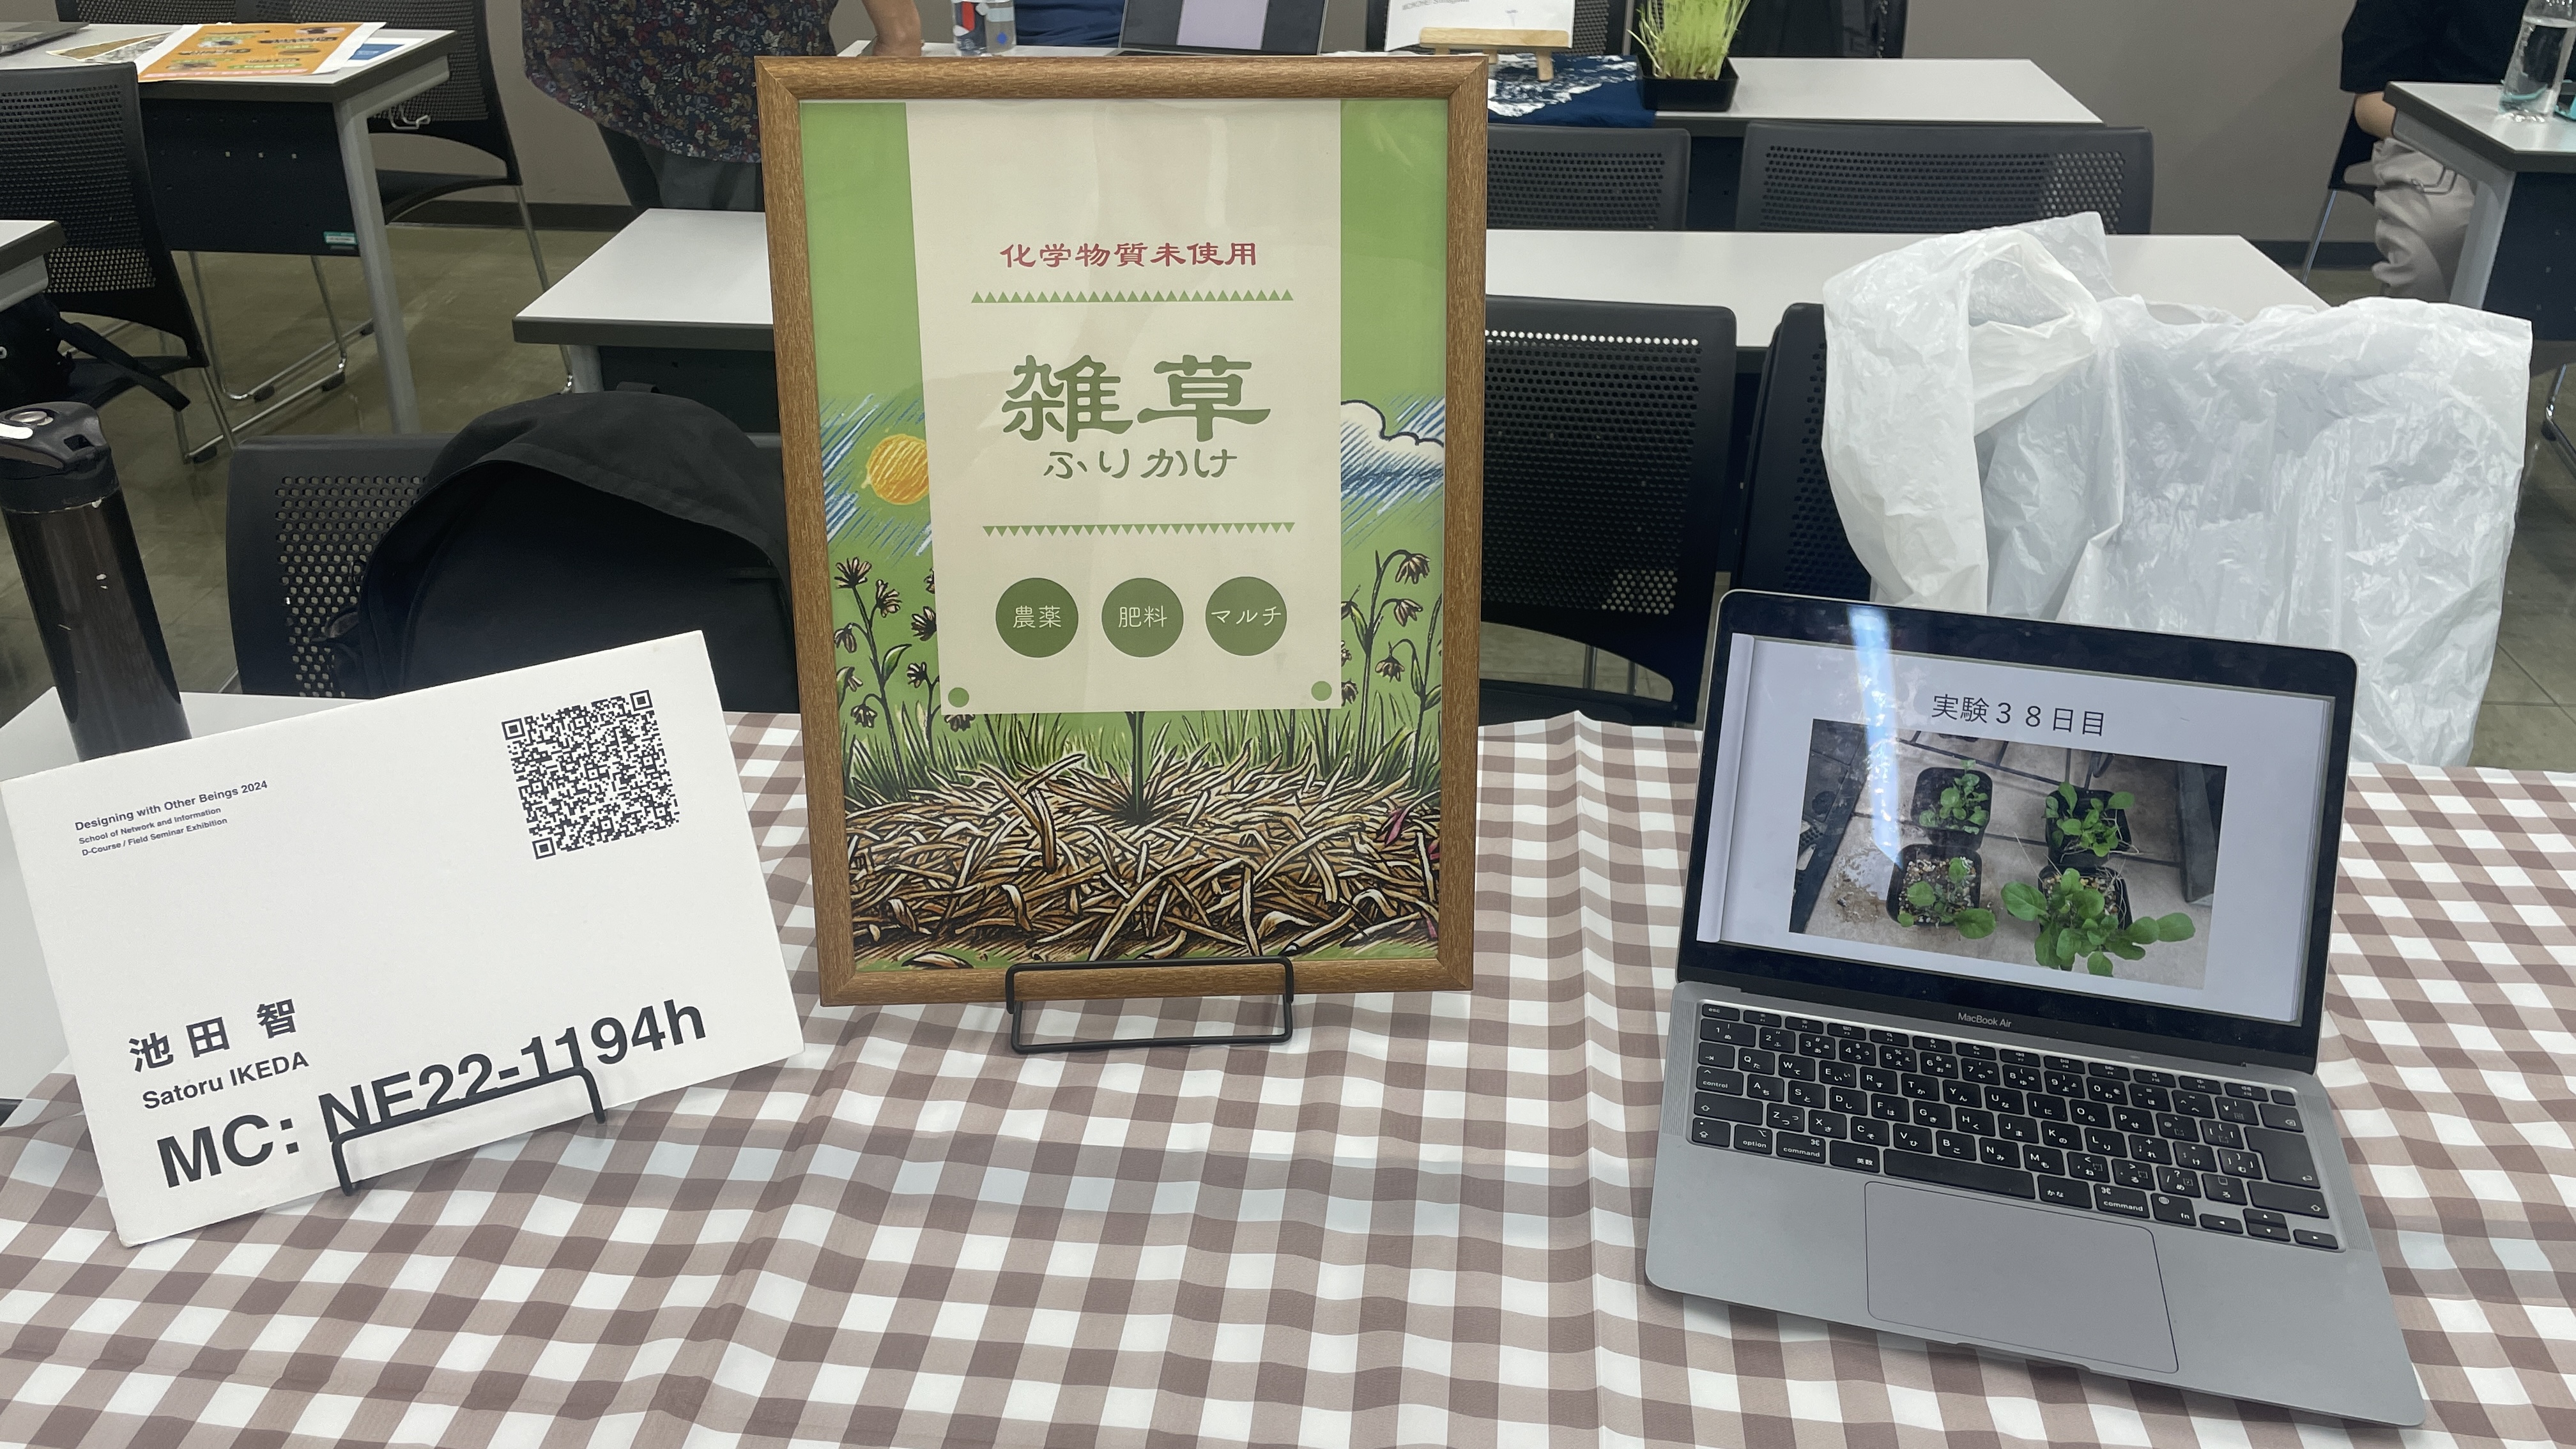 Designing with Other Beings 2024
School of Network and Information
D-Course / Field Seminar Exhibition
池田 智
Satoru IKEDA
MC: NE22-1194h
化学物質未使用
雑草
ふりかけ
農薬
肥料
マルチ
実験38日目
MacBook Air